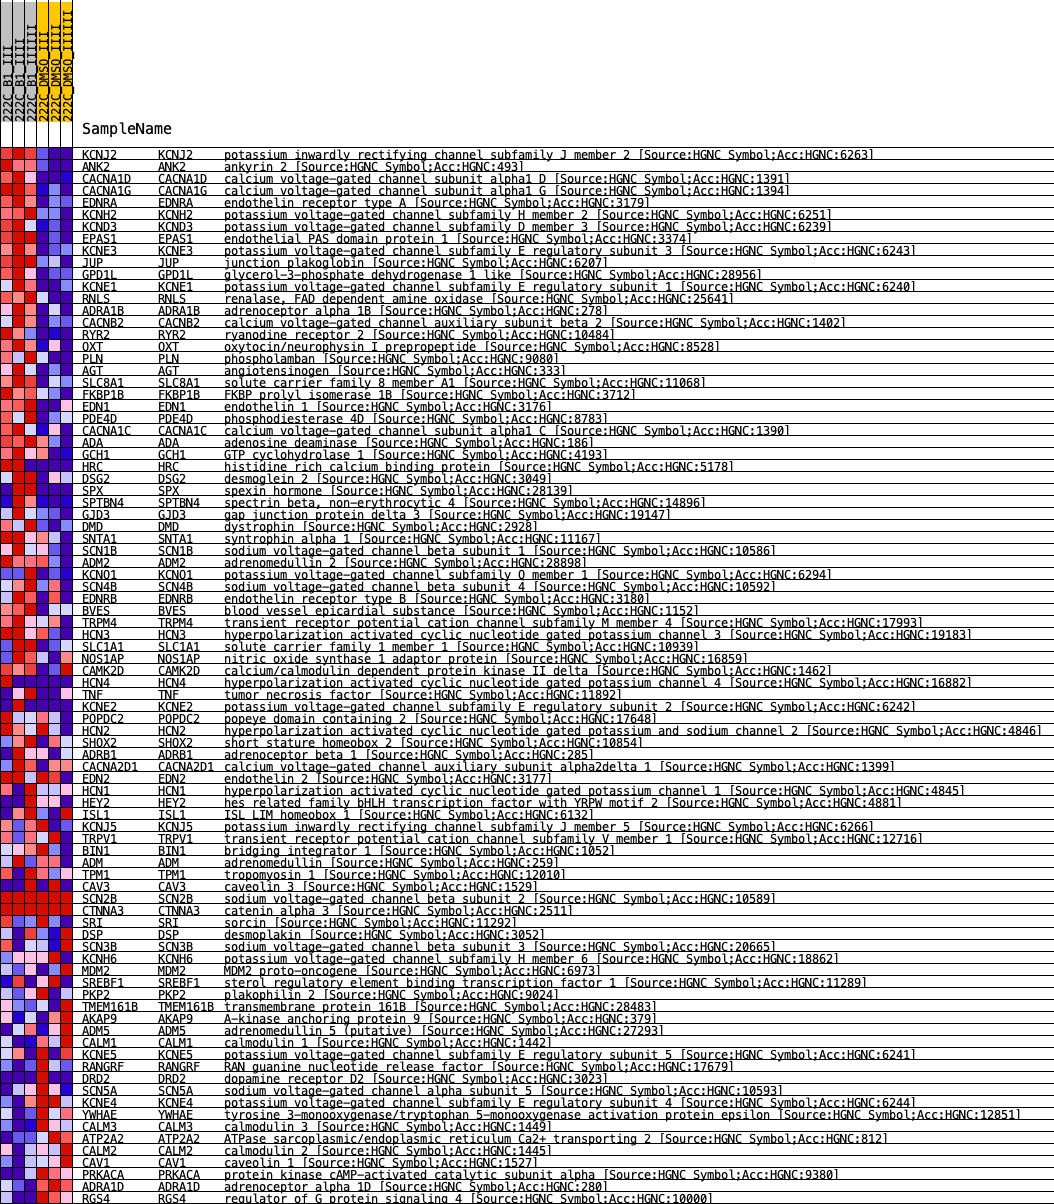 222C_B1_III
222C_B1_IIII
222C_B1_IIIIII
222C_DMSO_III
222C_DMSO_IIII
222C_DMSO_IIIIII
SampleName
KCNJ2 KCNJ2 potassium inwardly rectifying channel subfamily J member 2 [Source:HGNC Symbol;Acc:HGNC:6263]
ANK2 ANK2 ankyrin 2 [Source:HGNC Symbol;Acc:HGNC:493]
CACNA1D CACNA1D calcium voltage-gated channel subunit alpha1 D [Source:HGNC Symbol;Acc:HGNC:1391]
CACNA1G CACNA1G calcium voltage-gated channel subunit alpha1 G [Source:HGNC Symbol;Acc:HGNC:1394]
EDNRA EDNRA endothelin receptor type A [Source:HGNC Symbol;Acc:HGNC:3179]
KCNH2 KCNH2 potassium voltage-gated channel subfamily H member 2 [Source:HGNC Symbol;Acc:HGNC:6251]
KCND3 KCND3 potassium voltage-gated channel subfamily D member 3 [Source:HGNC Symbol;Acc:HGNC:6239]
EPAS1 EPAS1 endothelial PAS domain protein 1 [Source:HGNC Symbol;Acc:HGNC:3374]
KCNE3 KCNE3 potassium voltage-gated channel subfamily E regulatory subunit 3 [Source:HGNC Symbol;Acc:HGNC:6243]
JUP JUP junction plakoglobin [Source:HGNC Symbol;Acc:HGNC:6207]
GPD1L GPD1L glycerol-3-phosphate dehydrogenase 1 like [Source:HGNC Symbol;Acc:HGNC:28956]
KCNE1 KCNE1 potassium voltage-gated channel subfamily E regulatory subunit 1 [Source:HGNC Symbol;Acc:HGNC:6240]
RNLS RNLS renalase, FAD dependent amine oxidase [Source:HGNC Symbol;Acc:HGNC:25641]
ADRA1B ADRA1B adrenoceptor alpha 1B [Source:HGNC Symbol;Acc:HGNC:278]
CACNB2 CACNB2 calcium voltage-gated channel auxiliary subunit beta 2 [Source:HGNC Symbol;Acc:HGNC:1402]
RYR2 RYR2 ryanodine receptor 2 [Source:HGNC Symbol;Acc:HGNC:10484]
OXT OXT oxytocin/neurophysin I prepropeptide [Source:HGNC Symbol;Acc:HGNC:8528]
PLN PLN phospholamban [Source:HGNC Symbol;Acc:HGNC:9080]
AGT AGT angiotensinogen [Source:HGNC Symbol;Acc:HGNC:333]
SLC8A1 SLC8A1 solute carrier family 8 member A1 [Source:HGNC Symbol;Acc:HGNC:11068]
FKBP1B FKBP1B FKBP prolyl isomerase 1B [Source:HGNC Symbol;Acc:HGNC:3712]
EDN1 EDN1 endothelin 1 [Source:HGNC Symbol;Acc:HGNC:3176]
PDE4D PDE4D phosphodiesterase 4D [Source:HGNC Symbol;Acc:HGNC:8783]
CACNA1C CACNA1C calcium voltage-gated channel subunit alpha1 C [Source:HGNC Symbol;Acc:HGNC:1390]
ADA ADA adenosine deaminase [Source:HGNC Symbol;Acc:HGNC:186]
GCH1 GCH1 GTP cyclohydrolase 1 [Source:HGNC Symbol;Acc:HGNC:4193]
HRC HRC histidine rich calcium binding protein [Source:HGNC Symbol;Acc:HGNC:5178]
DSG2 DSG2 desmoglein 2 [Source:HGNC Symbol;Acc:HGNC:3049]
SPX SPX spexin hormone [Source:HGNC Symbol;Acc:HGNC:28139]
SPTBN4 SPTBN4 spectrin beta, non-erythrocytic 4 [Source:HGNC Symbol;Acc:HGNC:14896]
GJD3 GJD3 gap junction protein delta 3 [Source:HGNC Symbol;Acc:HGNC:19147]
DMD DMD dystrophin [Source:HGNC Symbol;Acc:HGNC:2928]
SNTA1 SNTA1 syntrophin alpha 1 [Source:HGNC Symbol;Acc:HGNC:11167]
SCN1B SCN1B sodium voltage-gated channel beta subunit 1 [Source:HGNC Symbol;Acc:HGNC:10586]
ADM2 ADM2 adrenomedullin 2 [Source:HGNC Symbol;Acc:HGNC:28898]
KCNQ1 KCNQ1 potassium voltage-gated channel subfamily Q member 1 [Source:HGNC Symbol;Acc:HGNC:6294]
SCN4B SCN4B sodium voltage-gated channel beta subunit 4 [Source:HGNC Symbol;Acc:HGNC:10592]
EDNRB EDNRB endothelin receptor type B [Source:HGNC Symbol;Acc:HGNC:3180]
BVES BVES blood vessel epicardial substance [Source:HGNC Symbol;Acc:HGNC:1152]
TRPM4 TRPM4 transient receptor potential cation channel subfamily M member 4 [Source:HGNC Symbol;Acc:HGNC:17993]
HCN3 HCN3 hyperpolarization activated cyclic nucleotide gated potassium channel 3 [Source:HGNC Symbol;Acc:HGNC:19183]
SLC1A1 SLC1A1 solute carrier family 1 member 1 [Source:HGNC Symbol;Acc:HGNC:10939]
NOS1AP NOS1AP nitric oxide synthase 1 adaptor protein [Source:HGNC Symbol;Acc:HGNC:16859]
CAMK2D CAMK2D calcium/calmodulin dependent protein kinase II delta [Source:HGNC Symbol;Acc:HGNC:1462]
HCN4 HCN4 hyperpolarization activated cyclic nucleotide gated potassium channel 4 [Source:HGNC Symbol;Acc:HGNC:16882]
TNF TNF tumor necrosis factor [Source:HGNC Symbol;Acc:HGNC:11892]
KCNE2 KCNE2 potassium voltage-gated channel subfamily E regulatory subunit 2 [Source:HGNC Symbol;Acc:HGNC:6242]
POPDC2 POPDC2 popeye domain containing 2 [Source:HGNC Symbol;Acc:HGNC:17648]
HCN2 HCN2 hyperpolarization activated cyclic nucleotide gated potassium and sodium channel 2 [Source:HGNC Symbol;Acc:HGNC:4846]
SHOX2 SHOX2 short stature homeobox 2 [Source:HGNC Symbol;Acc:HGNC:10854]
ADRB1 ADRB1 adrenoceptor beta 1 [Source:HGNC Symbol;Acc:HGNC:285]
CACNA2D1 CACNA2D1 calcium voltage-gated channel auxiliary subunit alpha2delta 1 [Source:HGNC Symbol;Acc:HGNC:1399]
EDN2 EDN2 endothelin 2 [Source:HGNC Symbol;Acc:HGNC:3177]
HCN1 HCN1 hyperpolarization activated cyclic nucleotide gated potassium channel 1 [Source:HGNC Symbol;Acc:HGNC:4845]
HEY2 HEY2 hes related family bHLH transcription factor with YRPW motif 2 [Source:HGNC Symbol;Acc:HGNC:4881]
ISL1 ISL1 ISL LIM homeobox 1 [Source:HGNC Symbol;Acc:HGNC:6132]
KCNJ5 KCNJ5 potassium inwardly rectifying channel subfamily J member 5 [Source:HGNC Symbol;Acc:HGNC:6266]
TRPV1 TRPV1 transient receptor potential cation channel subfamily V member 1 [Source:HGNC Symbol;Acc:HGNC:12716]
BIN1 BIN1 bridging integrator 1 [Source:HGNC Symbol;Acc:HGNC:1052]
ADM ADM adrenomedullin [Source:HGNC Symbol;Acc:HGNC:259]
TPM1 TPM1 tropomyosin 1 [Source:HGNC Symbol;Acc:HGNC:12010]
CAV3 CAV3 caveolin 3 [Source:HGNC Symbol;Acc:HGNC:1529]
SCN2B SCN2B sodium voltage-gated channel beta subunit 2 [Source:HGNC Symbol;Acc:HGNC:10589]
CTNNA3 CTNNA3 catenin alpha 3 [Source:HGNC Symbol;Acc:HGNC:2511]
SRI SRI sorcin [Source:HGNC Symbol;Acc:HGNC:11292]
DSP DSP desmoplakin [Source:HGNC Symbol;Acc:HGNC:3052]
SCN3B SCN3B sodium voltage-gated channel beta subunit 3 [Source:HGNC Symbol;Acc:HGNC:20665]
KCNH6 KCNH6 potassium voltage-gated channel subfamily H member 6 [Source:HGNC Symbol;Acc:HGNC:18862]
MDM2 MDM2 MDM2 proto-oncogene [Source:HGNC Symbol;Acc:HGNC:6973]
SREBF1 SREBF1 sterol regulatory element binding transcription factor 1 [Source:HGNC Symbol;Acc:HGNC:11289]
PKP2 PKP2 plakophilin 2 [Source:HGNC Symbol;Acc:HGNC:9024]
TMEM161B TMEM161B transmembrane protein 161B [Source:HGNC Symbol;Acc:HGNC:28483]
AKAP9 AKAP9 A-kinase anchoring protein 9 [Source:HGNC Symbol;Acc:HGNC:379]
ADM5 ADM5 adrenomedullin 5 (putative) [Source:HGNC Symbol;Acc:HGNC:27293]
CALM1 CALM1 calmodulin 1 [Source:HGNC Symbol;Acc:HGNC:1442]
KCNE5 KCNE5 potassium voltage-gated channel subfamily E regulatory subunit 5 [Source:HGNC Symbol;Acc:HGNC:6241]
RANGRF RANGRF RAN guanine nucleotide release factor [Source:HGNC Symbol;Acc:HGNC:17679]
DRD2 DRD2 dopamine receptor D2 [Source:HGNC Symbol;Acc:HGNC:3023]
SCN5A SCN5A sodium voltage-gated channel alpha subunit 5 [Source:HGNC Symbol;Acc:HGNC:10593]
KCNE4 KCNE4 potassium voltage-gated channel subfamily E regulatory subunit 4 [Source:HGNC Symbol;Acc:HGNC:6244]
YWHAE YWHAE tyrosine 3-monooxygenase/tryptophan 5-monooxygenase activation protein epsilon [Source:HGNC Symbol;Acc:HGNC:12851]
CALM3 CALM3 calmodulin 3 [Source:HGNC Symbol;Acc:HGNC:1449]
ATP2A2 ATP2A2 ATPase sarcoplasmic/endoplasmic reticulum Ca2+ transporting 2 [Source:HGNC Symbol;Acc:HGNC:812]
CALM2 CALM2 calmodulin 2 [Source:HGNC Symbol;Acc:HGNC:1445]
CAV1 CAV1 caveolin 1 [Source:HGNC Symbol;Acc:HGNC:1527]
PRKACA PRKACA protein kinase cAMP-activated catalytic subunit alpha [Source:HGNC Symbol;Acc:HGNC:9380]
ADRA1D ADRA1D adrenoceptor alpha 1D [Source:HGNC Symbol;Acc:HGNC:280]
RGS4 RGS4 regulator of G protein signaling 4 [Source:HGNC Symbol;Acc:HGNC:10000]